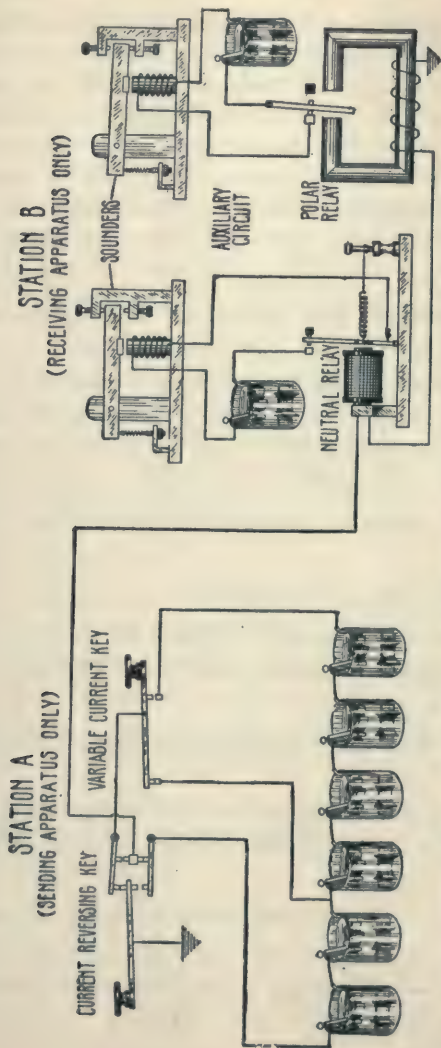 STATION A
(SENDING APPARATUS ONLY)
CURRENT REVERSING KEY
VARIABLE CURRENT KEY
STATION B
(RECEIVING APPARATUS ONLY)
SOUNDERS
AUXILIARY
CIRCUIT
NEUTRAL RELAY
POLAR
RELAY